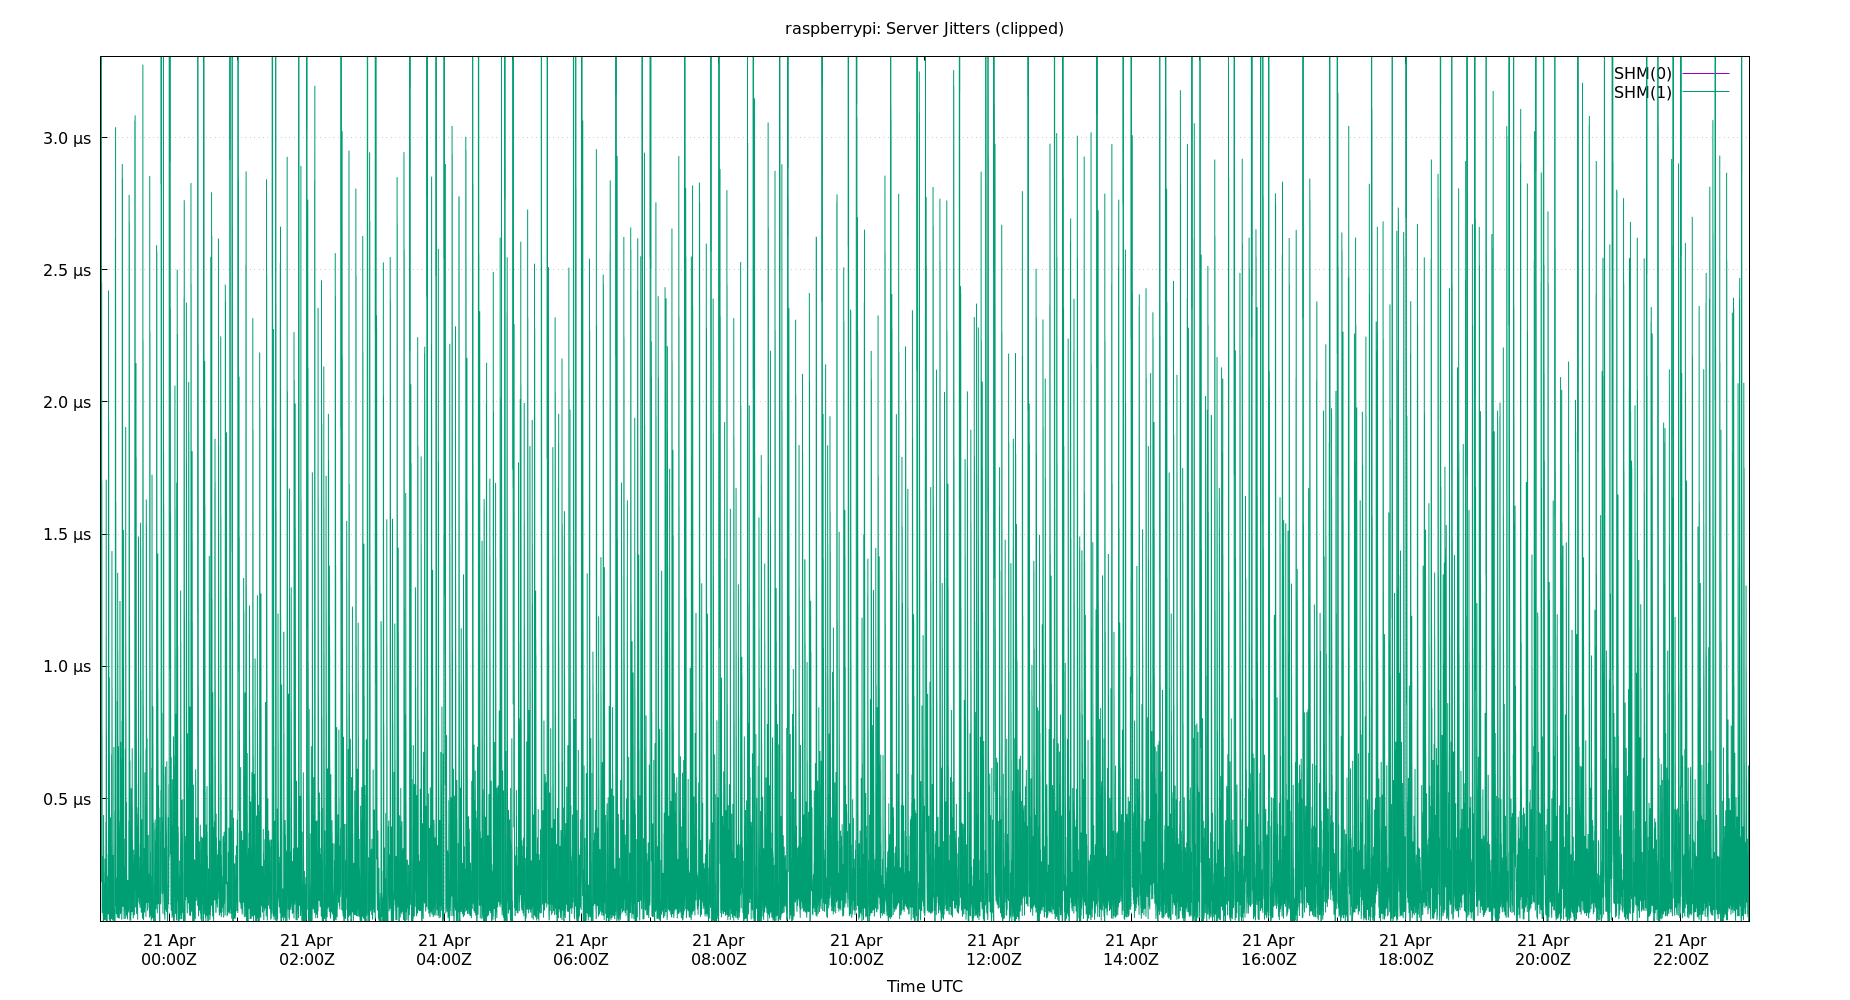 raspberrypi: Server Jitters (clipped)
SHM(0)
SHM(1)
3.0 µs
2.5 µs
2.0 µs
1.5 µs
1.0 µs
0.5 µs
21 Apr 21 Apr 21 Apr 21 Apr 21 Apr 21 Apr 21 Apr 21 Apr 21 Apr 21 Apr 21 Apr 21 Apr
00:00Z 02:00Z 04:00Z 06:00Z 08:00Z 10:00Z 12:00Z 14:00Z 16:00Z 18:00Z 20:00Z 22:00Z
Time UTC